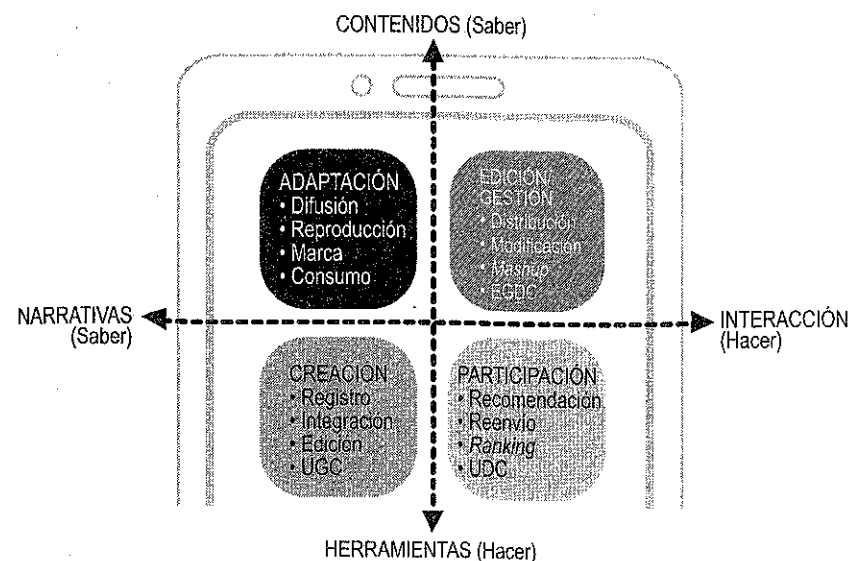 CONTENIDOS (Saber)
ADAPTACIÓN
• Difusión
• Reproducción
• Marca
• Consumo
EDICIÓN/
GESTIÓN
• Distribución
• Modificación
• Mashup
• EGDC
NARRATIVAS
(Saber)
INTERACCIÓN
(Hacer)
CREACIÓN
• Registro
• Integración
• Edición
• UGC
PARTICIPACIÓN
• Recomendación
• Reenvío
• Ranking
• UDC
HERRAMIENTAS (Hacer)